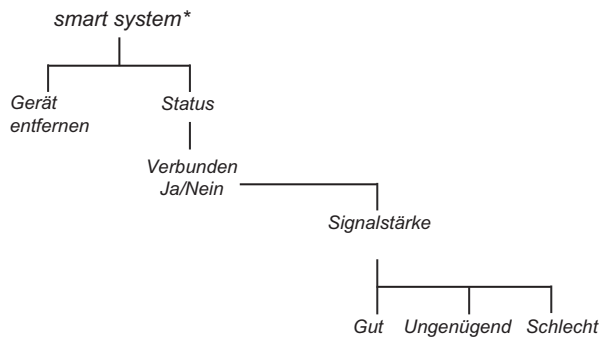 smart system*
Gerät
entfernen
Status
Verbunden
Ja/Nein
Signalstärke
Gut Ungenügend Schlecht